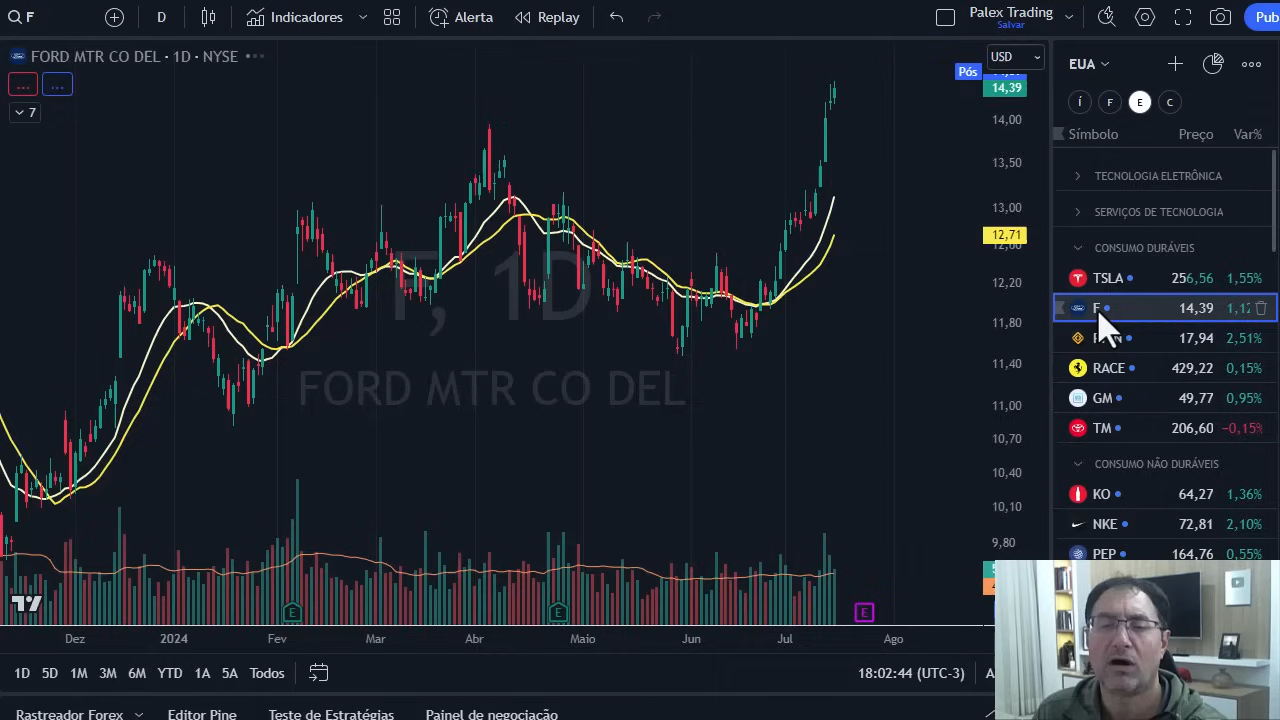 F
D
Indicadores
Alerta
Replay
Palex Trading
Salvar
Pub
FORD MTR CO DEL · 1D · NYSE
USD
Pós
14,39
14,00
13,50
13,00
12,71
12,60
12,20
11,80
11,40
11,00
10,70
10,40
10,10
9,80
7
F, 1D
FORD MTR CO DEL
E
E
E
Dez
2024
Fev
Mar
Abr
Maio
Jun
Jul
Ago
1D
5D
1M
3M
6M
YTD
1A
5A
Todos
18:02:44 (UTC-3)
A
Rastreador Forex
Editor Pine
Teste de Estratégias
Painel de negociação
EUA
Í
F
E
C
Símbolo Preço Var%
TECNOLOGIA ELETRÔNICA
SERVIÇOS DE TECNOLOGIA
CONSUMO DURÁVEIS
TSLA 256,56 1,55%
F 14,39 1,12
17,94 2,51%
RACE 429,22 0,15%
GM 49,77 0,95%
TM 206,60 −0,15%
CONSUMO NÃO DURÁVEIS
KO 64,27 1,36%
NKE 72,81 2,10%
PEP 164,76 0,55%